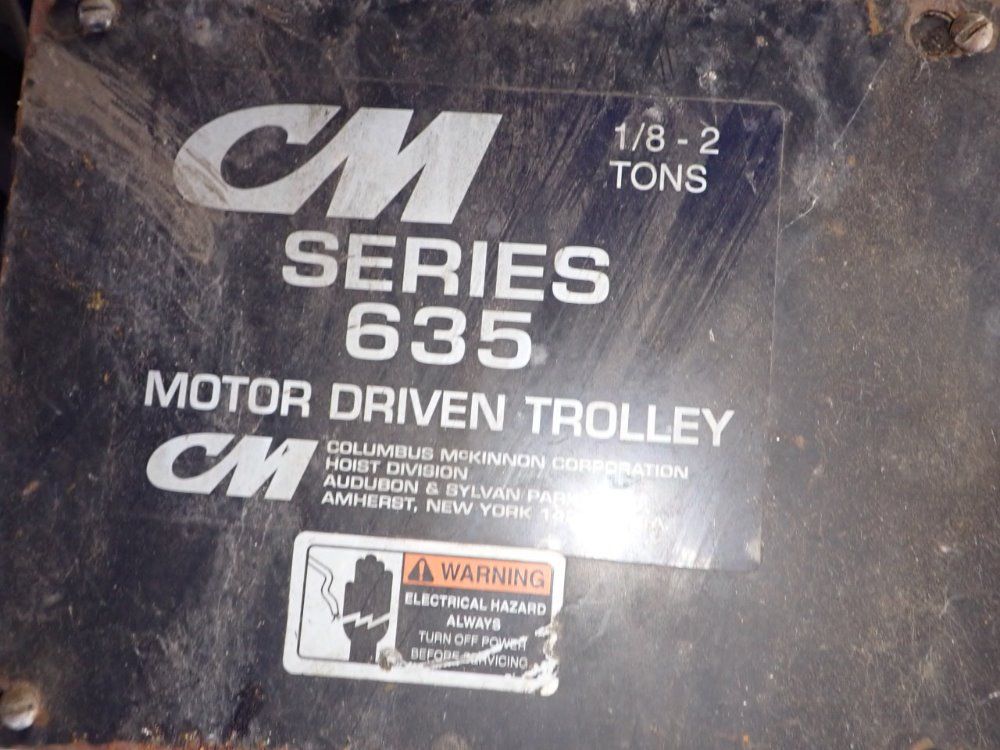 CM
1/8 - 2
TONS
SERIES
635
MOTOR DRIVEN TROLLEY
CM
COLUMBUS McKINNON CORPORATION
HOIST DIVISION
AUDUBON & SYLVAN
AMHERST, NEW YORK
WARNING
ELECTRICAL HAZARD
ALWAYS
TURN OFF POWER
BEFORE SERVICING